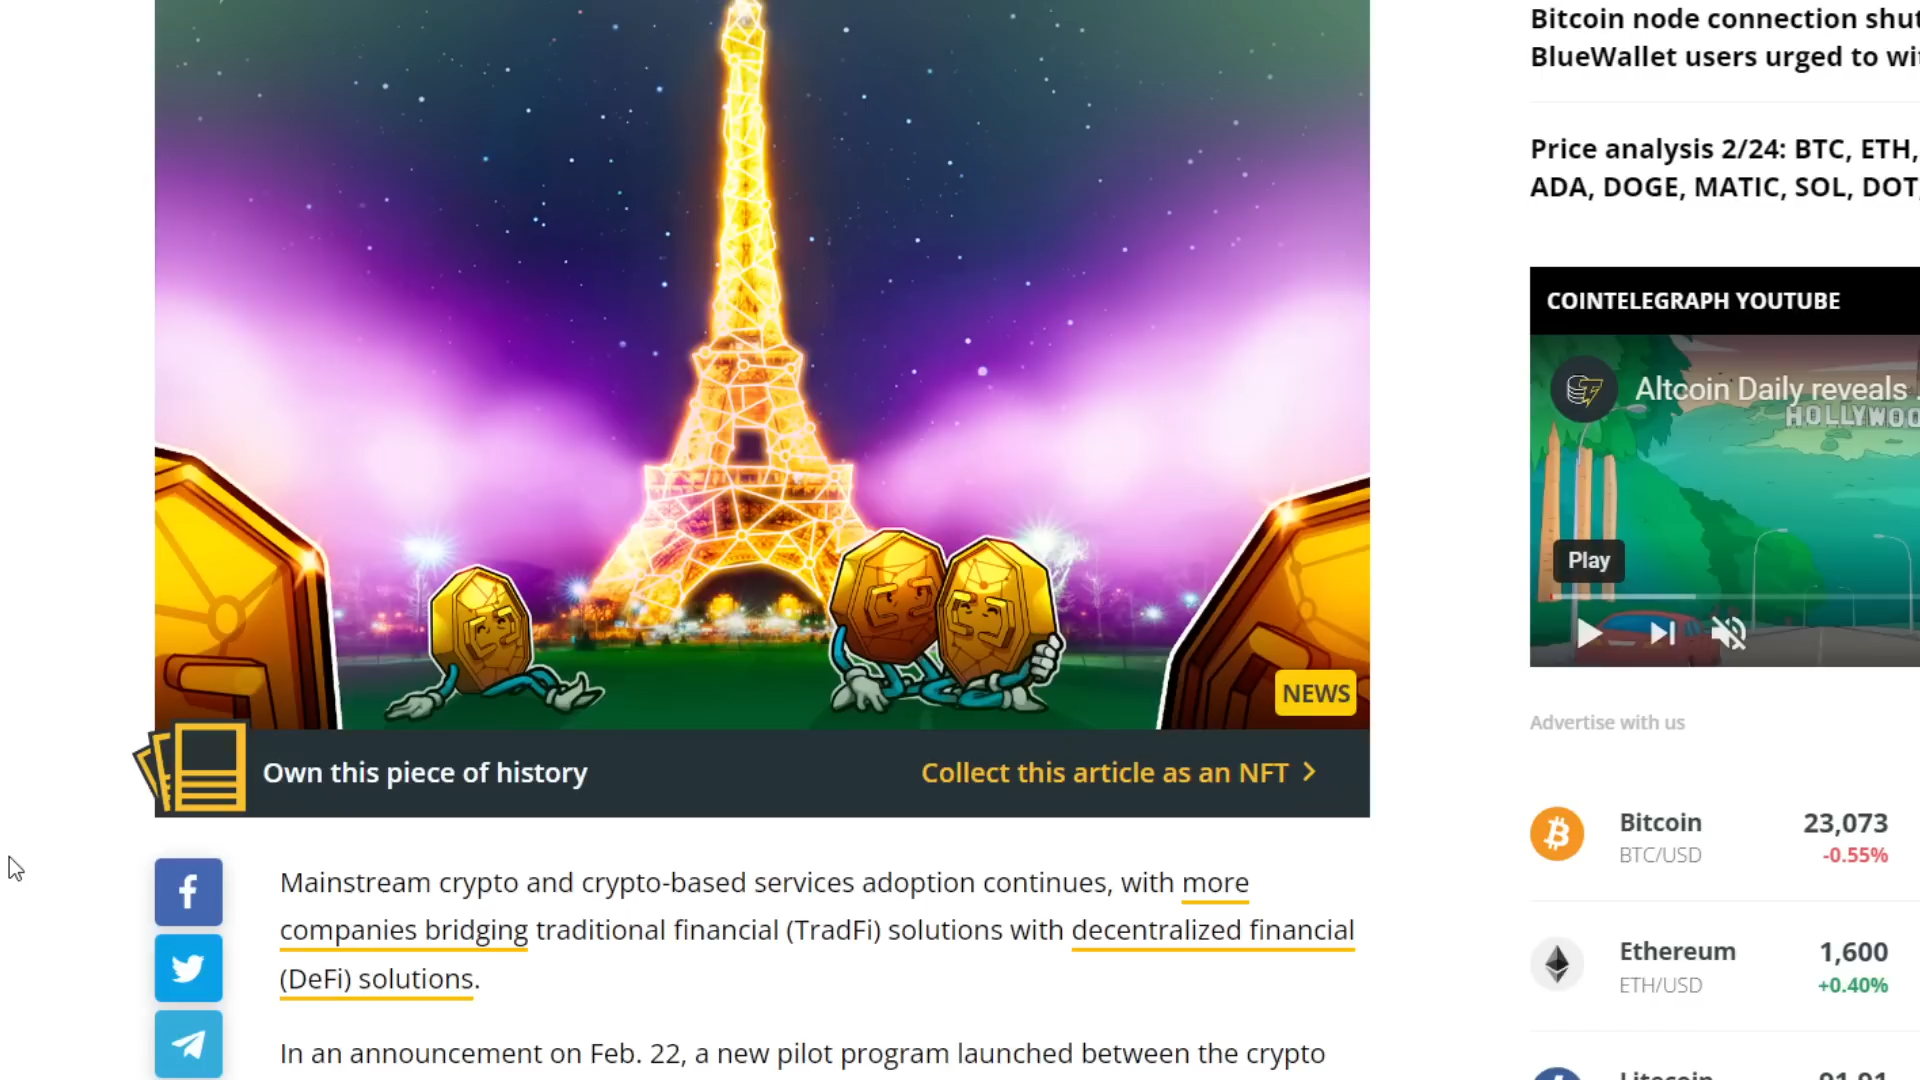 Bitcoin node connection
BlueWallet users urged to
Price analysis 2/24: BTC, ETH,
ADA, DOGE, MATIC, SOL, DOT,
COINTELEGRAPH YOUTUBE
Altcoin Daily reveals
Play
NEWS
Own this piece of history
Collect this article as an NFT
Advertise with us
Mainstream crypto and crypto-based services adoption continues, with more
companies bridging traditional financial (TradFi) solutions with decentralized financial
(DeFi) solutions.
In an announcement on Feb. 22, a new pilot program launched between the crypto
Bitcoin 23,073
BTC/USD -0.55%
Ethereum 1,600
ETH/USD +0.40%